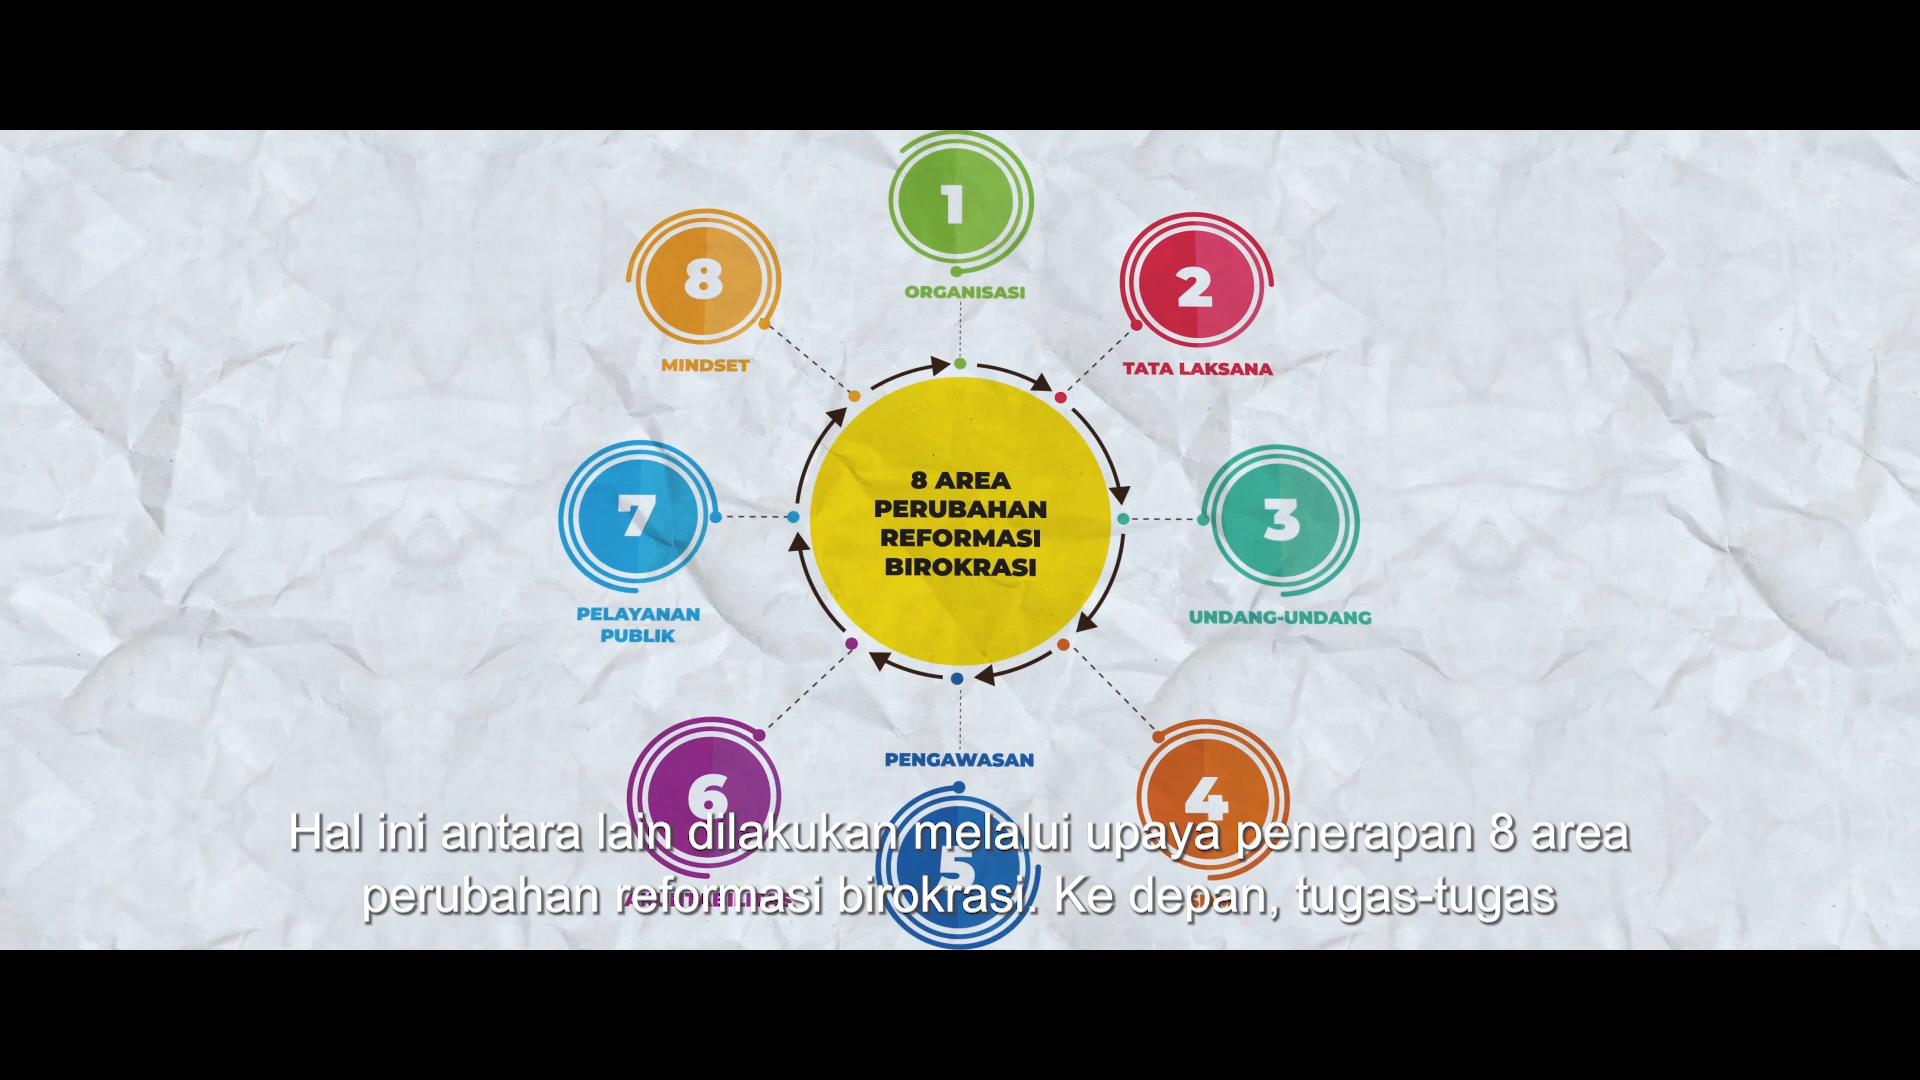 1
ORGANISASI
2
TATA LAKSANA
3
UNDANG-UNDANG
4
5
PENGAWASAN
6
7
PELAYANAN
PUBLIK
8
MINDSET
8 AREA
PERUBAHAN
REFORMASI
BIROKRASI
Hal ini antara lain dilakukan melalui upaya penerapan 8 area
perubahan reformasi birokrasi. Ke depan, tugas-tugas